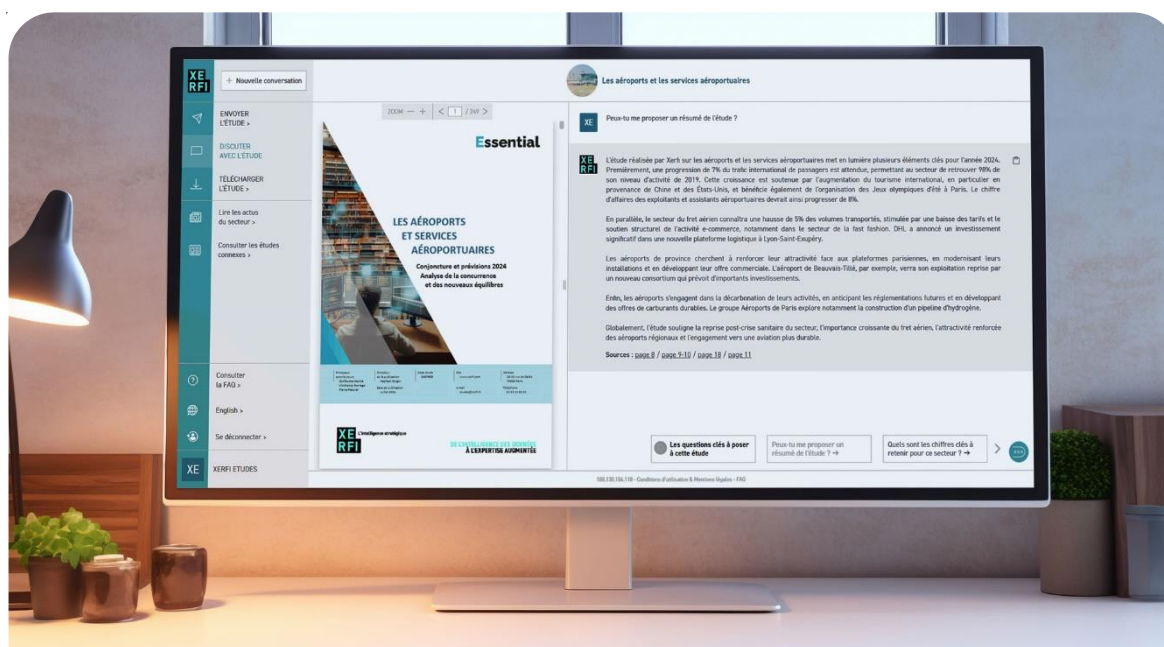 XE
RFI
+ Nouvelle conversation
ENVOYER
L'ÉTUDE >
DISCUTER
AVEC L'ÉTUDE
TÉLÉCHARGER
L'ÉTUDE >
Lire les actus
du secteur >
Consulter les études
connexes >
Consulter
la FAQ >
English >
Se déconnecter >
XE
XERFI ETUDES
ZOOM — + < 1 / 249 >
Essential
LES AÉROPORTS
ET SERVICES
AÉROPORTUAIRES
Conjoncture et prévisions 2024
Analyse de la concurrence
et des nouveaux équilibres
XE
RFI
L'intelligence stratégique
DE L'INTELLIGENCE DES DONNÉES
À L'EXPERTISE AUGMENTÉE
Les aéroports et les services aéroportuaires
XE
Peux-tu me proposer un résumé de l'étude ?
XE
RFI
L'étude réalisée par Xerfi sur les aéroports et les services aéroportuaires met en lumière plusieurs éléments clés pour l'année 2024.
Premièrement, une progression de 7% du trafic international de passagers est attendue, permettant au secteur de retrouver 98% de
son niveau d'activité de 2019. Cette croissance est soutenue par l'augmentation du tourisme international, en particulier en
provenance de Chine et des États-Unis, et bénéficie également de l'organisation des Jeux olympiques d'été à Paris. Le chiffre
d'affaires des exploitants et assistants aéroportuaires devrait ainsi progresser de 8%.
En parallèle, le secteur du fret aérien connaîtra une hausse de 5% des volumes transportés, stimulée par une baisse des tarifs et le
soutien structurel de l'activité e-commerce, notamment dans le secteur de la fast fashion. DHL a annoncé un investissement
significatif dans une nouvelle plateforme logistique à Lyon-Saint-Exupéry.
Les aéroports de province cherchent à renforcer leur attractivité face aux plateformes parisiennes, en modernisant leurs
installations et en développant leur offre commerciale. L'aéroport de Beauvais-Tillé, par exemple, verra son exploitation reprise par
un nouveau consortium qui prévoit d'importants investissements.
Enfin, les aéroports s'engagent dans la décarbonation de leurs activités, en anticipant les réglementations futures et en développant
des offres de carburants durables. Le groupe Aéroports de Paris explore notamment la construction d'un pipeline d'hydrogène.
Globalement, l'étude souligne la reprise post-crise sanitaire du secteur, l'importance croissante du fret aérien, l'attractivité renforcée
des aéroports régionaux et l'engagement vers une aviation plus durable.
Sources : page 8 / page 9-10 / page 18 / page 11
Les questions clés à poser
à cette étude
Peux-tu me proposer un
résumé de l'étude ? →
Quels sont les chiffres clés à
retenir pour ce secteur ? →
>
- Conditions d'utilisation & Mentions légales - FAQ